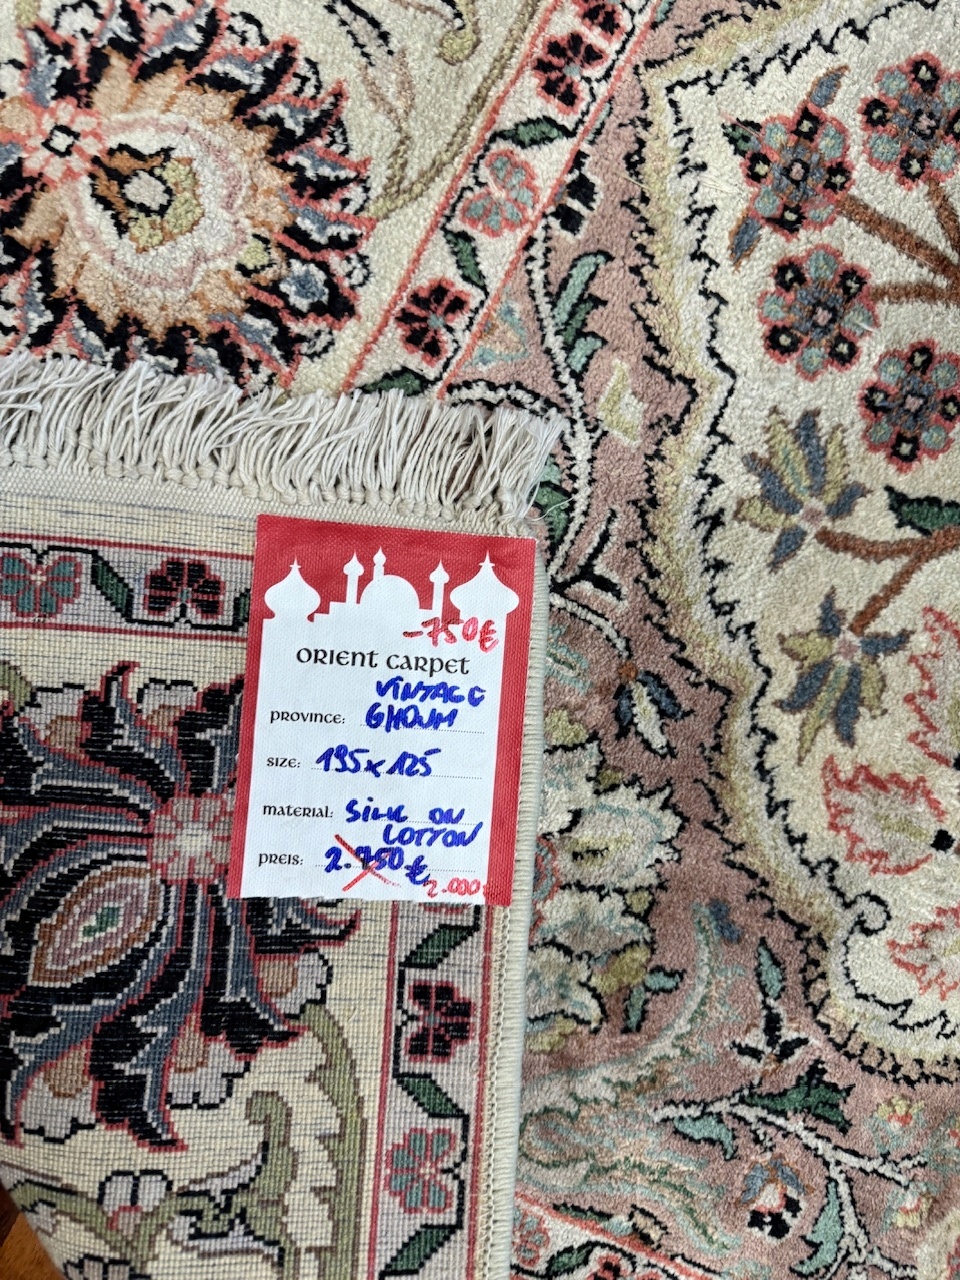 -750€
ORIENT CARPET
VINTAGE
PROVINCE: GHOUM
SIZE: 195x125
MATERIAL: SILK ON
COTTON
PREIS: 2.750€ 2.000€